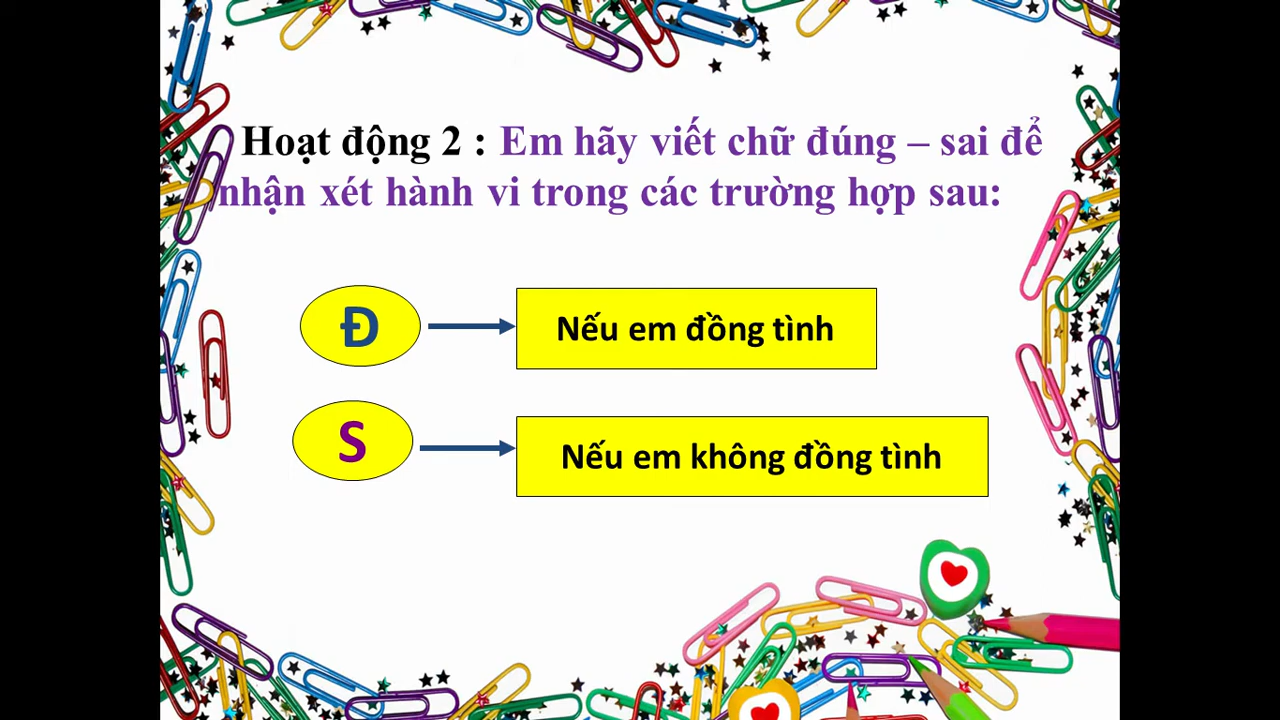 Hoạt động 2 : Em hãy viết chữ đúng – sai để
nhận xét hành vi trong các trường hợp sau:
Đ
Nếu em đồng tình
S
Nếu em không đồng tình